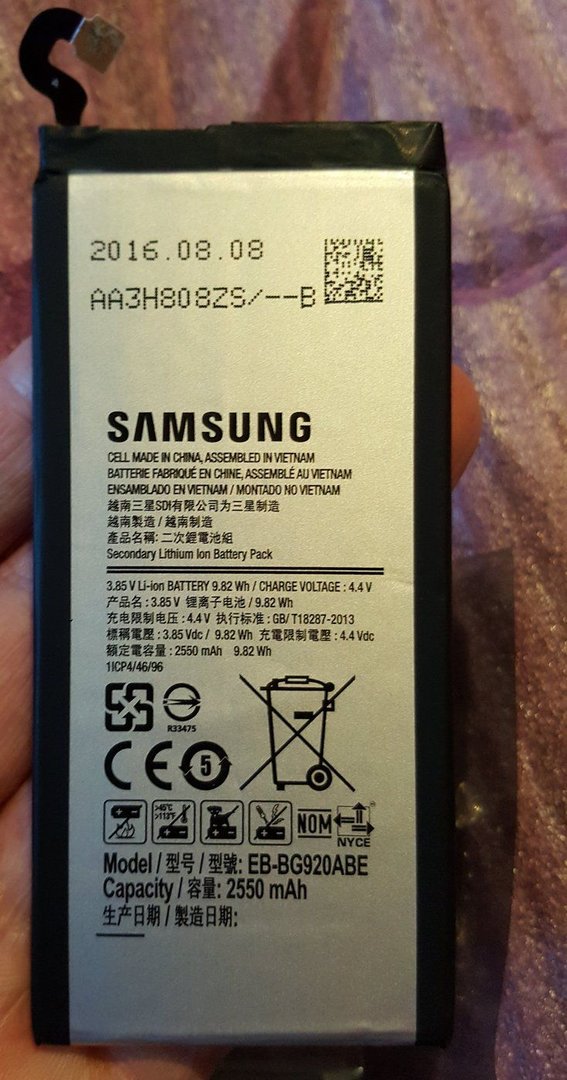 2016.08.08
AA3H808ZS/--B
SAMSUNG
CELL MADE IN CHINA, ASSEMBLED IN VIETNAM
BATTERIE FABRIQUÉ EN CHINE, ASSEMBLÉ AU VIETNAM
ENSAMBLADO EN VIETNAM / MONTADO NO VIETNAM
越南三星SDI有限公司为三星制造
越南製造 / 越南制造
產品名稱: 二次鋰電池組
Secondary Lithium Ion Battery Pack
3.85 V Li-ion BATTERY 9.82 Wh / CHARGE VOLTAGE : 4.4 V
产品名 : 3.85 V 锂离子电池 / 9.82 Wh
充电限制电压 : 4.4 V 执行标准 : GB/ T18287-2013
標稱電壓 : 3.85 Vdc / 9.82 Wh 充電限制電壓 : 4.4 Vdc
額定電容量 : 2550 mAh 9.82 Wh
1ICP4/46/96
R33475
CE 5
>45°C
>113°F
NOM
NYCE
Model / 型号 / 型號: EB-BG920ABE
Capacity / 容量: 2550 mAh
生产日期 / 製造日期: